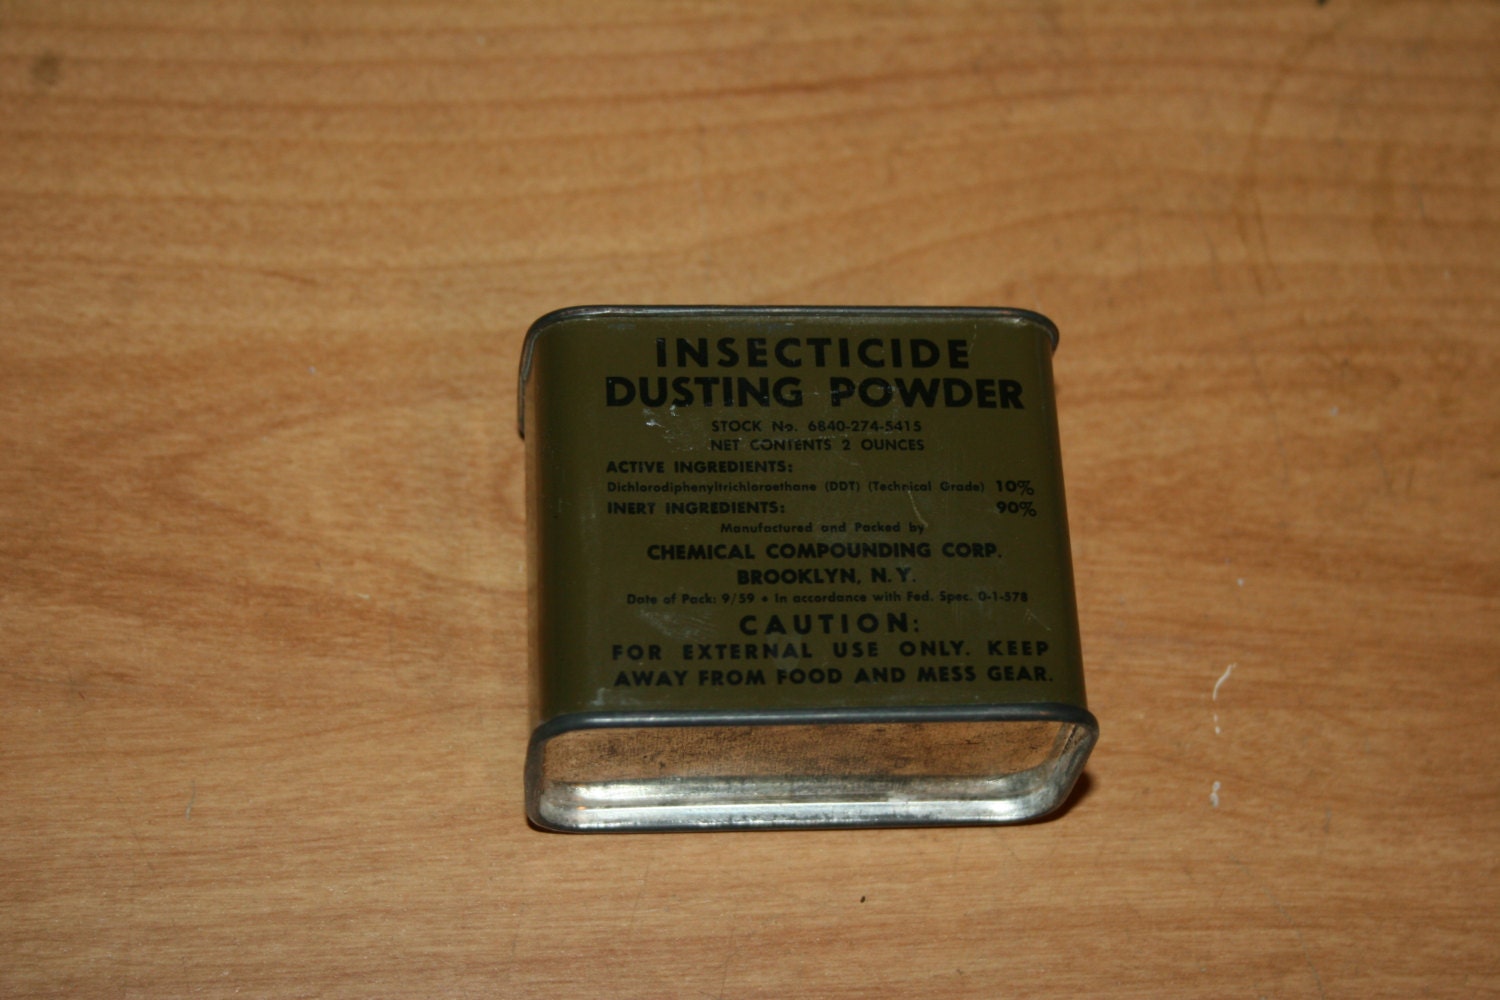 INSECTICIDE
DUSTING POWDER
STOCK No. 6840-274-5415
NET CONTENTS 2 OUNCES
ACTIVE INGREDIENTS:
Dichlorodiphenyltrichloroethane (DDT) (Technical Grade) 10%
INERT INGREDIENTS: 90%
Manufactured and Packed by
CHEMICAL COMPOUNDING CORP.
BROOKLYN, N.Y.
Date of Pack: 9/59 • In accordance with Fed. Spec. O-I-578
CAUTION:
FOR EXTERNAL USE ONLY. KEEP
AWAY FROM FOOD AND MESS GEAR.